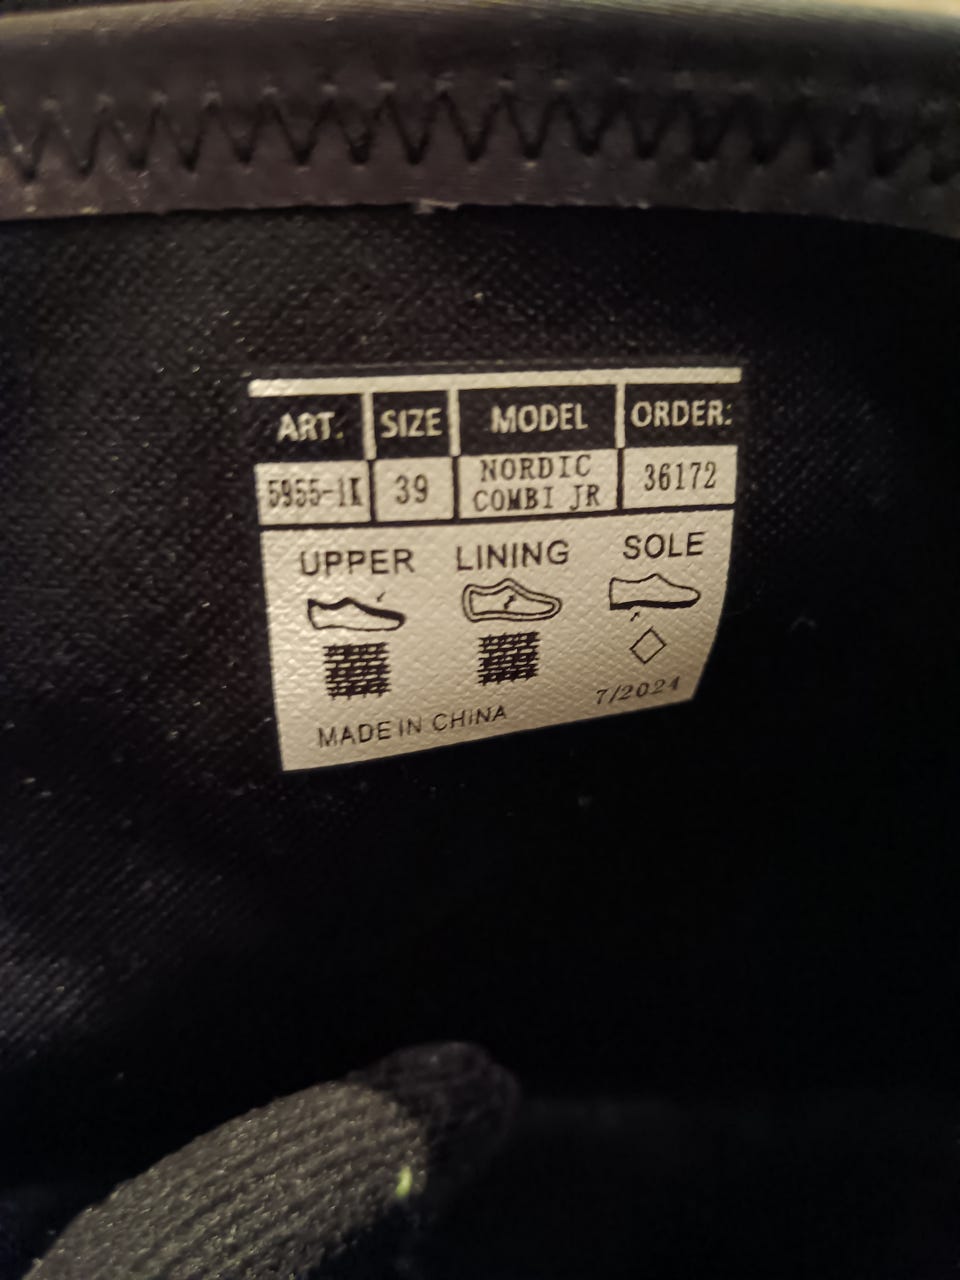 ART. SIZE MODEL ORDER:
5955-1K 39 NORDIC COMBI JR 36172
UPPER LINING SOLE
7/2024
MADE IN CHINA